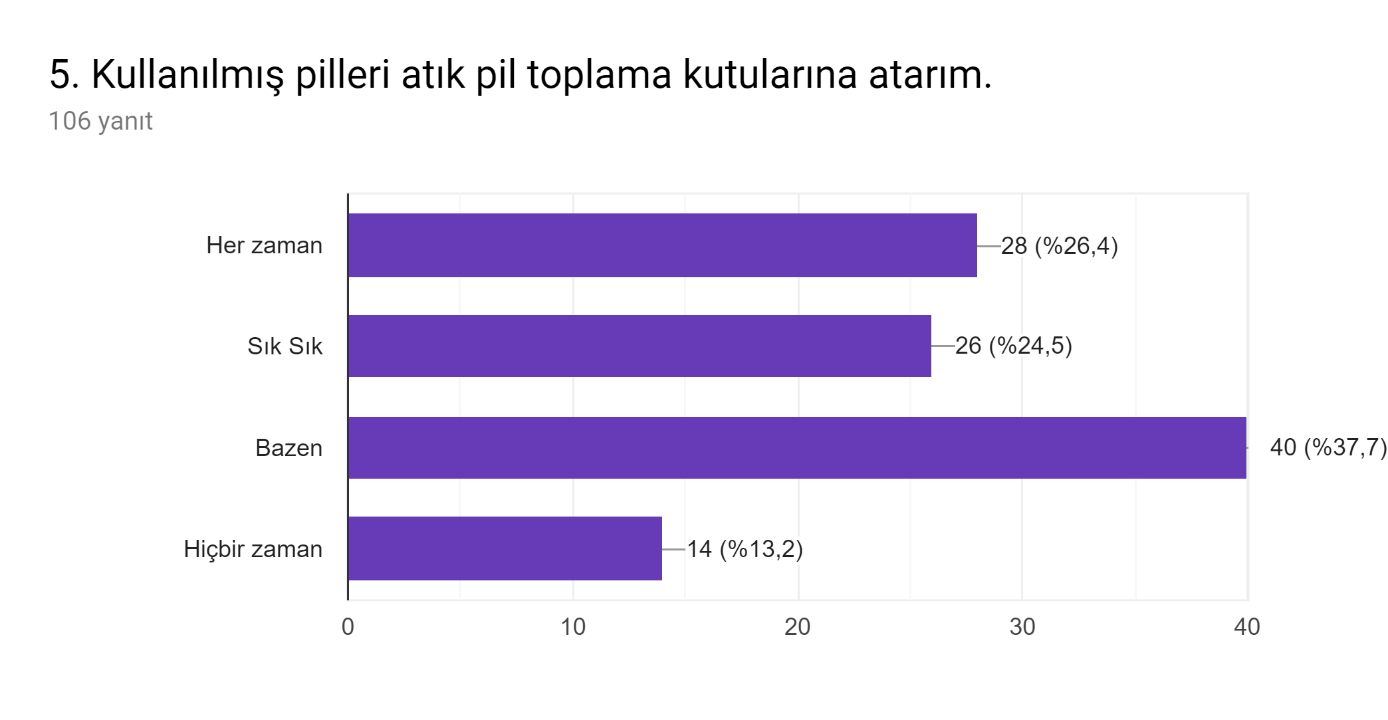 5. Kullanılmış pilleri atık pil toplama kutularına atarım.
106 yanıt
Her zaman
28 (%26,4)
Sık Sık
26 (%24,5)
Bazen
40 (%37,7)
Hiçbir zaman
14 (%13,2)
0 10 20 30 40